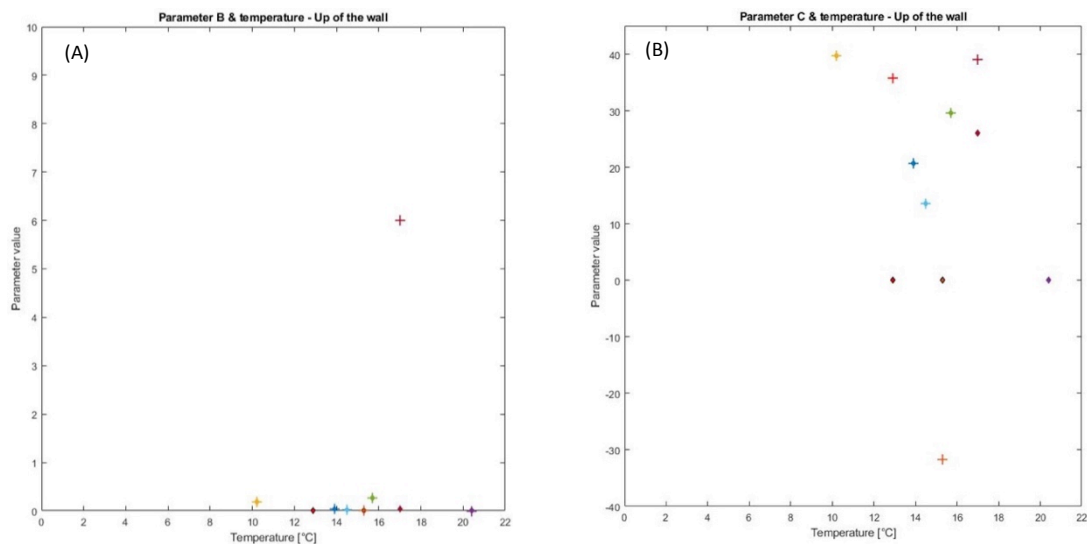 Parameter B & temperature - Up of the wall
(A)
10
9
8
7
6
5
4
3
2
1
0
Parameter value
0 2 4 6 8 10 12 14 16 18 20 22
Temperature [°C]
Parameter C & temperature - Up of the wall
(B)
40
30
20
10
0
-10
-20
-30
-40
Parameter value
0 2 4 6 8 10 12 14 16 18 20 22
Temperature [°C]